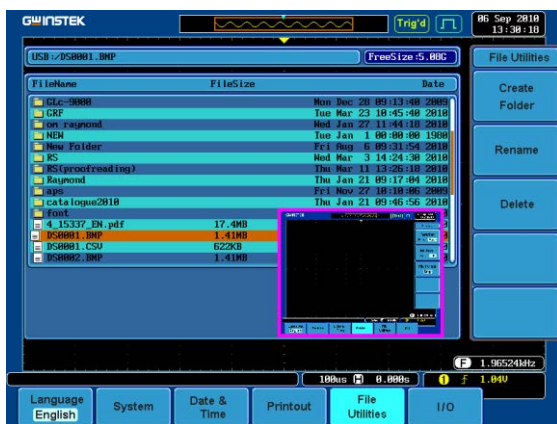 GWINSTEK
Trig'd
06 Sep 2010
13:30:18
USB:/DS0001.BMP
FreeSize:5.08G
File Utilities
FileName FileSize Date
GLc-9000 Mon Dec 28 09:13:40 2009
GRF Tue Mar 23 10:45:40 2010
on raymond Wed Jan 27 11:44:18 2010
NEW Tue Jan 1 00:00:00 1980
New Folder Fri Aug 6 09:31:54 2010
RS Wed Mar 3 14:24:30 2010
RS(proofreading) Thu Mar 11 13:26:18 2010
Raymond Thu Jan 21 09:17:04 2010
aps Fri Nov 27 10:10:06 2009
catalogue2010 Thu Jan 21 09:46:56 2010
font
4_15337_EN.pdf 17.4MB
DS0001.BMP 1.41MB
DS0001.CSV 622KB
DS0002.BMP 1.41MB
Create
Folder
Rename
Delete
F 1.96524kHz
100us H 0.000s
1 f 1.04V
Language
English
System
Date &
Time
Printout
File
Utilities
I/O